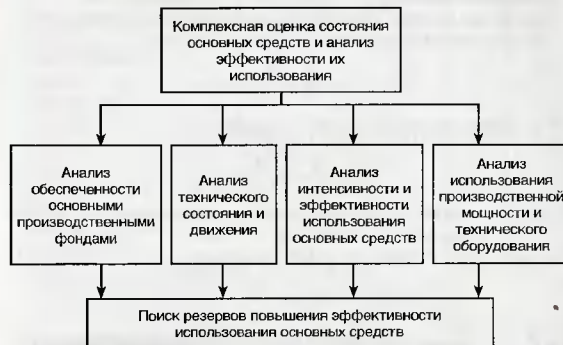 Комплексная оценка состояния
основных средств и анализ
эффективности их
использования
Анализ
обеспеченности
основными
производственными
фондами
Анализ
технического
состояния и
движения
Анализ
интенсивности и
эффективности
использования
основных средств
Анализ
использования
производственной
мощности и
технического
оборудования
Поиск резервов повышения эффективности
использования основных средств